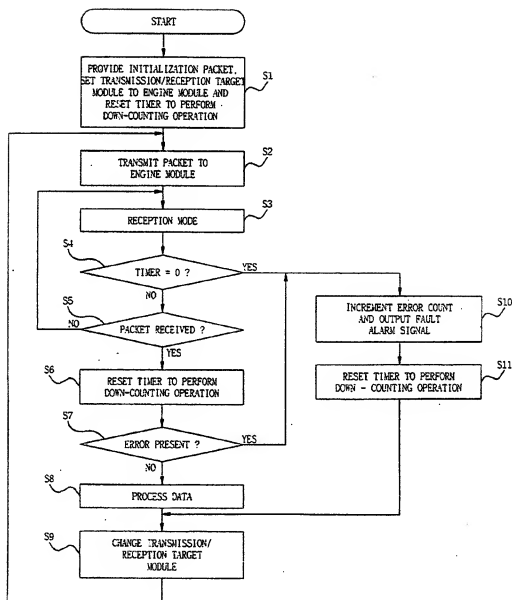 START
PROVIDE INITIALIZATION PACKET,
SET TRANSMISSION/RECEPTION TARGET
MODULE TO ENGINE MODULE AND
RESET TIMER TO PERFORM
DOWN-COUNTING OPERATION
S1
TRANSMIT PACKET TO
ENGINE MODULE
S2
RECEPTION MODE
S3
S4
TIMER = 0 ?
YES
NO
S5
PACKET RECEIVED ?
NO
YES
S6
RESET TIMER TO PERFORM
DOWN-COUNTING OPERATION
S7
ERROR PRESENT ?
YES
NO
S8
PROCESS DATA
S9
CHANGE TRANSMISSION/
RECEPTION TARGET
MODULE
INCREMENT ERROR COUNT
AND OUTPUT FAULT
ALARM SIGNAL
S10
RESET TIMER TO PERFORM
DOWN - COUNTING OPERATION
S11